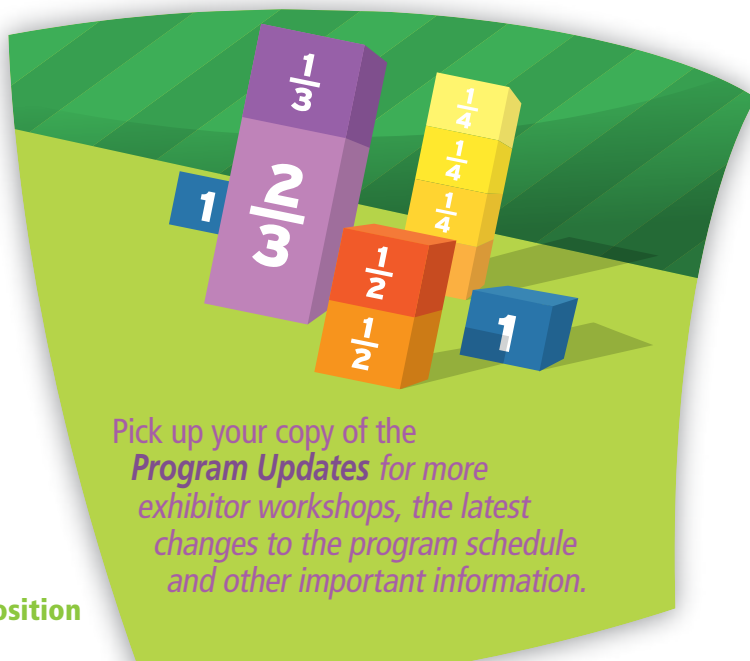 1/3
1/4
1/4
1/4
1
2/3
1/2
1
1/2
Pick up your copy of the
Program Updates for more
exhibitor workshops, the latest
changes to the program schedule
and other important information.
osition